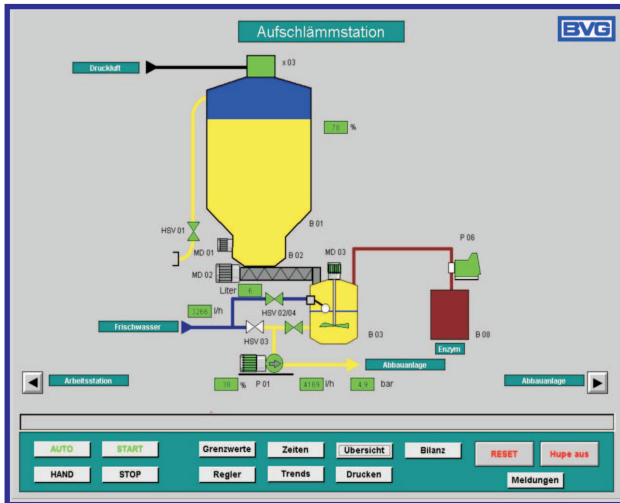 Aufschlämmstation
BVG
Druckluft
x 03
78 %
HSV 01
B 01
P 06
MD 01
B 02
MD 03
MD 02
Liter 6
3266 l/h
HSV 02/04
Frischwasser
HSV 03
B 03
B 08
Enzym
Abbauanlage
Arbeitsstation
38 %
P 01
4169 l/h
4.9 bar
Abbauanlage
AUTO
START
Grenzwerte
Zeiten
Übersicht
Bilanz
RESET
Hupe aus
HAND
STOP
Regler
Trends
Drucken
Meldungen